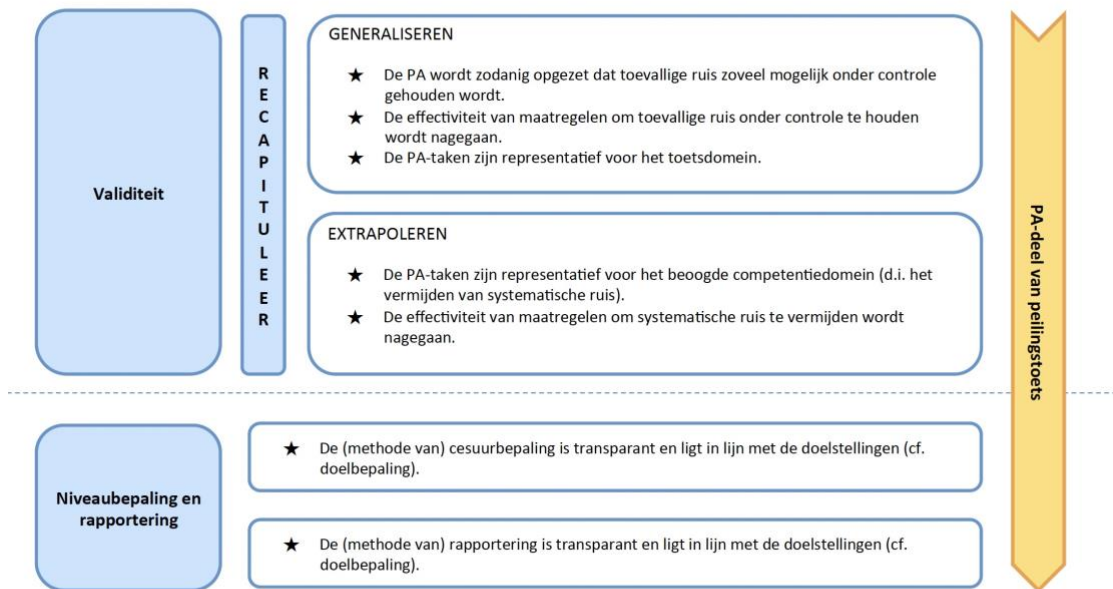 Validiteit
RECAPITULEER
GENERALISEREN
★ De PA wordt zodanig opgezet dat toevallige ruis zoveel mogelijk onder controle
gehouden wordt.
★ De effectiviteit van maatregelen om toevallige ruis onder controle te houden
wordt nagegaan.
★ De PA-taken zijn representatief voor het toetsdomein.
EXTRAPOLEREN
★ De PA-taken zijn representatief voor het beoogde competentiedomein (d.i. het
vermijden van systematische ruis).
★ De effectiviteit van maatregelen om systematische ruis te vermijden wordt
nagegaan.
PA-deel van peilingstoets
Niveaubepaling en
rapportering
★ De (methode van) cesuurbepaling is transparant en ligt in lijn met de doelstellingen (cf.
doelbepaling).
★ De (methode van) rapportering is transparant en ligt in lijn met de doelstellingen (cf.
doelbepaling).